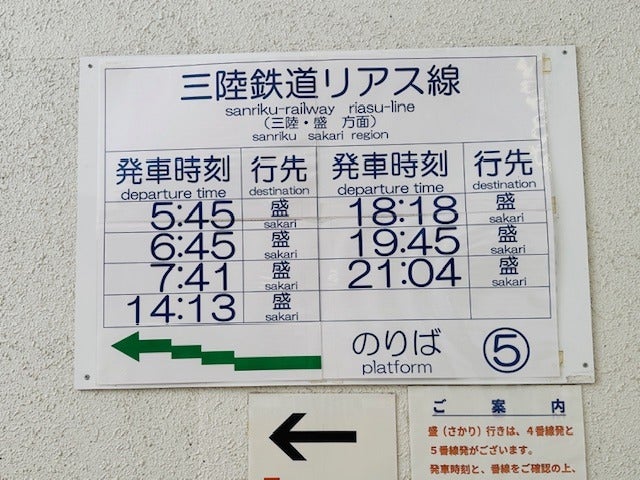 三陸鉄道リアス線
sanriku-railway riasu-line
(三陸・盛 方面)
sanriku sakari region
発車時刻 行先 発車時刻 行先
departure time destination departure time destination
5:45 盛 sakari 18:18 盛 sakari
6:45 盛 sakari 19:45 盛 sakari
7:41 盛 sakari 21:04 盛 sakari
14:13 盛 sakari
のりば ⑤
platform
ご案内
盛(さかり)行きは、4番線発と
5番線発がございます。
発車時刻と、番線をご確認の上、